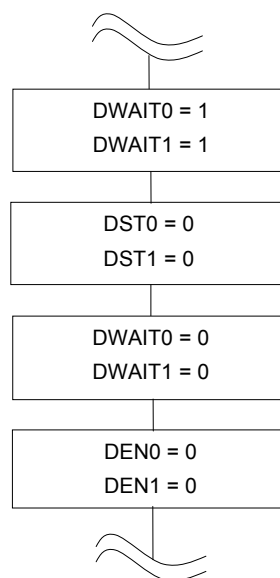 DWAIT0 = 1
DWAIT1 = 1
DST0 = 0
DST1 = 0
DWAIT0 = 0
DWAIT1 = 0
DEN0 = 0
DEN1 = 0